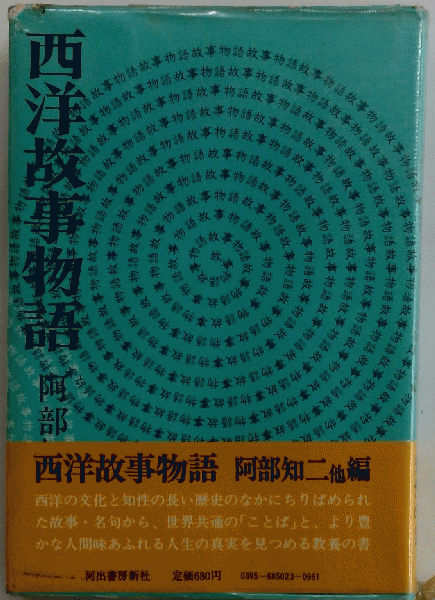 西洋故事物語
阿部
西洋故事物語 阿部知二他編
西洋の文化と知性の長い歴史のなかにちりばめられ
た故事・名句から、世界共通の「ことば」と、より豊
かな人間味あふれる人生の真実を見つめる教養の書
河出書房新社 定価680円 0395-685023-0961